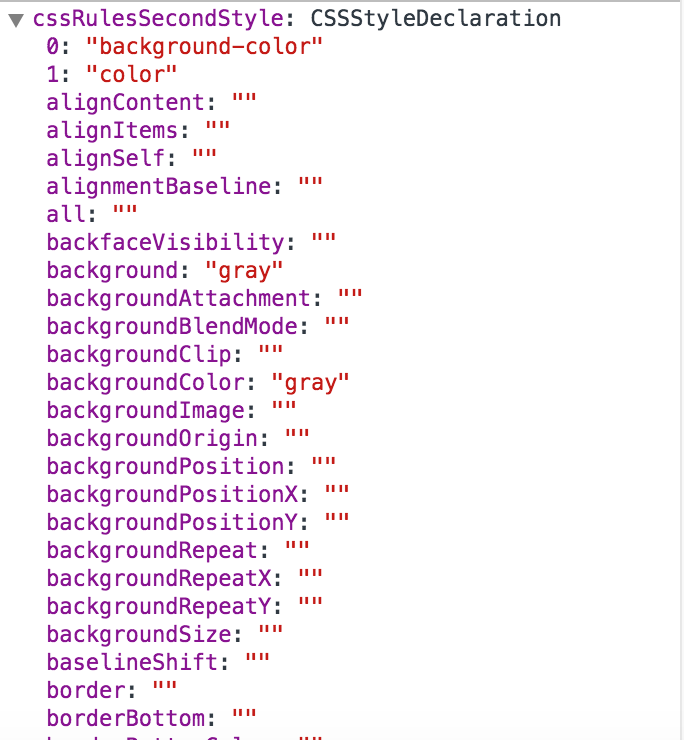 ▼ cssRulesSecondStyle: CSSStyleDeclaration
0: "background-color"
1: "color"
alignContent: ""
alignItems: ""
alignSelf: ""
alignmentBaseline: ""
all: ""
backfaceVisibility: ""
background: "gray"
backgroundAttachment: ""
backgroundBlendMode: ""
backgroundClip: ""
backgroundColor: "gray"
backgroundImage: ""
backgroundOrigin: ""
backgroundPosition: ""
backgroundPositionX: ""
backgroundPositionY: ""
backgroundRepeat: ""
backgroundRepeatX: ""
backgroundRepeatY: ""
backgroundSize: ""
baselineShift: ""
border: ""
borderBottom: ""